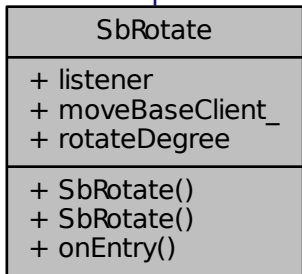 SbRotate
+ listener
+ moveBaseClient_
+ rotateDegree
+ SbRotate()
+ SbRotate()
+ onEntry()